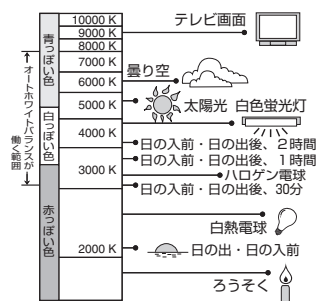 オートホワイトバランスが
働く範囲
青っぽい色
白っぽい色
赤っぽい色
10000 K
9000 K
8000 K
7000 K
6000 K
5000 K
4000 K
3000 K
2000 K
テレビ画面
曇り空
太陽光 白色蛍光灯
日の入前・日の出後、2時間
日の入前・日の出後、1時間
ハロゲン電球
日の入前・日の出後、30分
白熱電球
日の出・日の入前
ろうそく